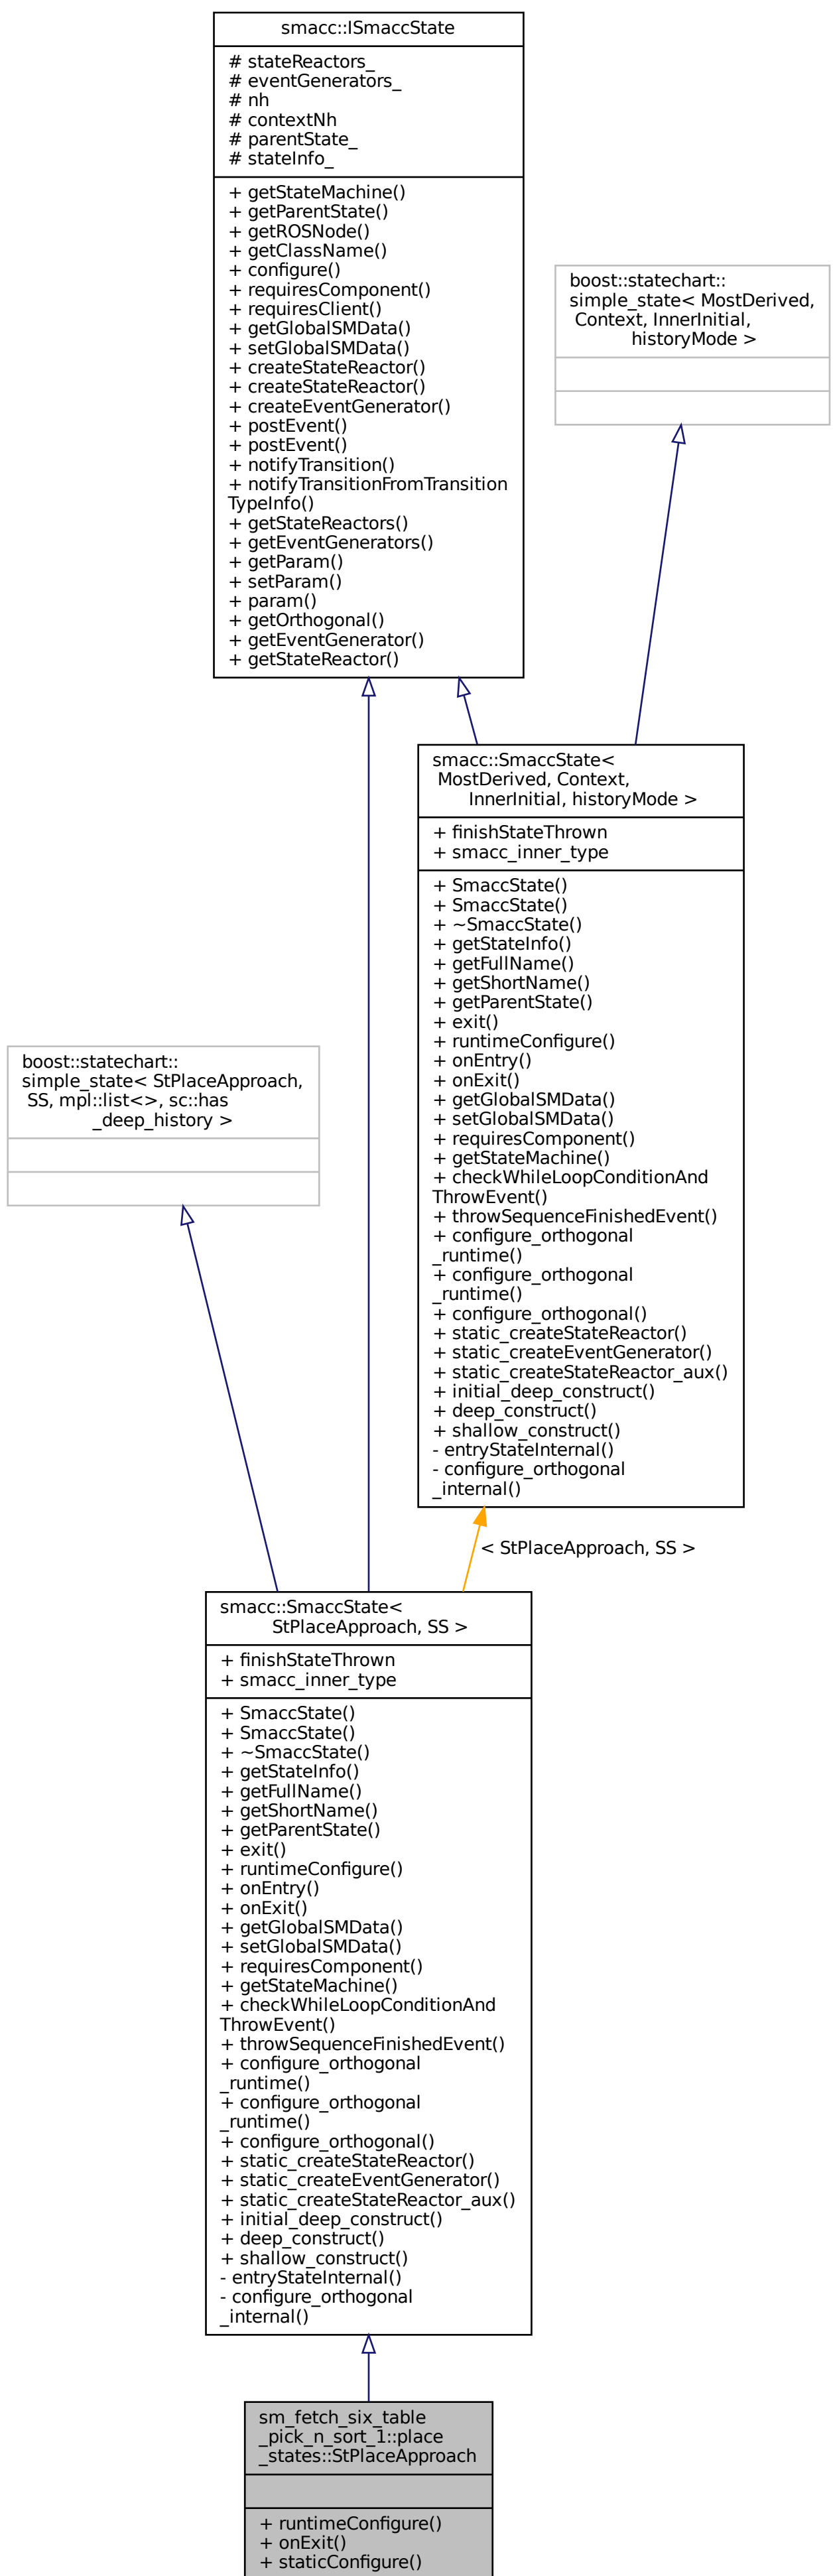 smacc::ISmaccState
# stateReactors_
# eventGenerators_
# nh
# contextNh
# parentState_
# stateInfo_
+ getStateMachine()
+ getParentState()
+ getROSNode()
+ getClassName()
+ configure()
+ requiresComponent()
+ requiresClient()
+ getGlobalSMData()
+ setGlobalSMData()
+ createStateReactor()
+ createStateReactor()
+ createEventGenerator()
+ postEvent()
+ postEvent()
+ notifyTransition()
+ notifyTransitionFromTransition
TypeInfo()
+ getStateReactors()
+ getEventGenerators()
+ getParam()
+ setParam()
+ param()
+ getOrthogonal()
+ getEventGenerator()
+ getStateReactor()
boost::statechart::
simple_state< MostDerived,
Context, InnerInitial,
historyMode >
smacc::SmaccState<
MostDerived, Context,
InnerInitial, historyMode >
+ finishStateThrown
+ smacc_inner_type
+ SmaccState()
+ SmaccState()
+ ~SmaccState()
+ getStateInfo()
+ getFullName()
+ getShortName()
+ getParentState()
+ exit()
+ runtimeConfigure()
+ onEntry()
+ onExit()
+ getGlobalSMData()
+ setGlobalSMData()
+ requiresComponent()
+ getStateMachine()
+ checkWhileLoopConditionAnd
ThrowEvent()
+ throwSequenceFinishedEvent()
+ configure_orthogonal
_runtime()
+ configure_orthogonal
_runtime()
+ configure_orthogonal()
+ static_createStateReactor()
+ static_createEventGenerator()
+ static_createStateReactor_aux()
+ initial_deep_construct()
+ deep_construct()
+ shallow_construct()
- entryStateInternal()
- configure_orthogonal
_internal()
boost::statechart::
simple_state< StPlaceApproach,
SS, mpl::list<>, sc::has
_deep_history >
< StPlaceApproach, SS >
smacc::SmaccState<
StPlaceApproach, SS >
+ finishStateThrown
+ smacc_inner_type
+ SmaccState()
+ SmaccState()
+ ~SmaccState()
+ getStateInfo()
+ getFullName()
+ getShortName()
+ getParentState()
+ exit()
+ runtimeConfigure()
+ onEntry()
+ onExit()
+ getGlobalSMData()
+ setGlobalSMData()
+ requiresComponent()
+ getStateMachine()
+ checkWhileLoopConditionAnd
ThrowEvent()
+ throwSequenceFinishedEvent()
+ configure_orthogonal
_runtime()
+ configure_orthogonal
_runtime()
+ configure_orthogonal()
+ static_createStateReactor()
+ static_createEventGenerator()
+ static_createStateReactor_aux()
+ initial_deep_construct()
+ deep_construct()
+ shallow_construct()
- entryStateInternal()
- configure_orthogonal
_internal()
sm_fetch_six_table
_pick_n_sort_1::place
_states::StPlaceApproach
+ runtimeConfigure()
+ onExit()
+ staticConfigure()